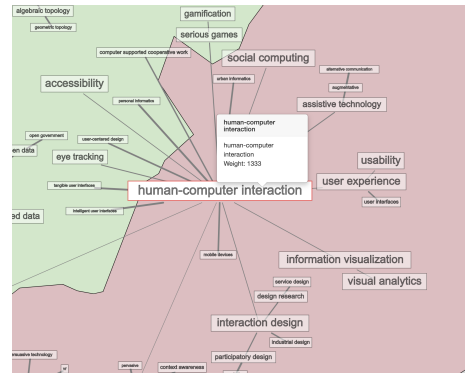 algebraic topology
geometric topology
gamification
serious games
computer supported cooperative work
social computing
alternative communication
urban informatics
accessibility
augmentative
personal informatics
assistive technology
human-computer
interaction
open government
user-centered design
human-computer
interaction
Weight: 1333
en data
eye tracking
usability
user experience
tangible user interfaces
human-computer interaction
user interfaces
ed data
intelligent user interfaces
mobile devices
information visualization
service design
visual analytics
design research
interaction design
industrial design
rsuasive technology
participatory design
pervasive
context awareness